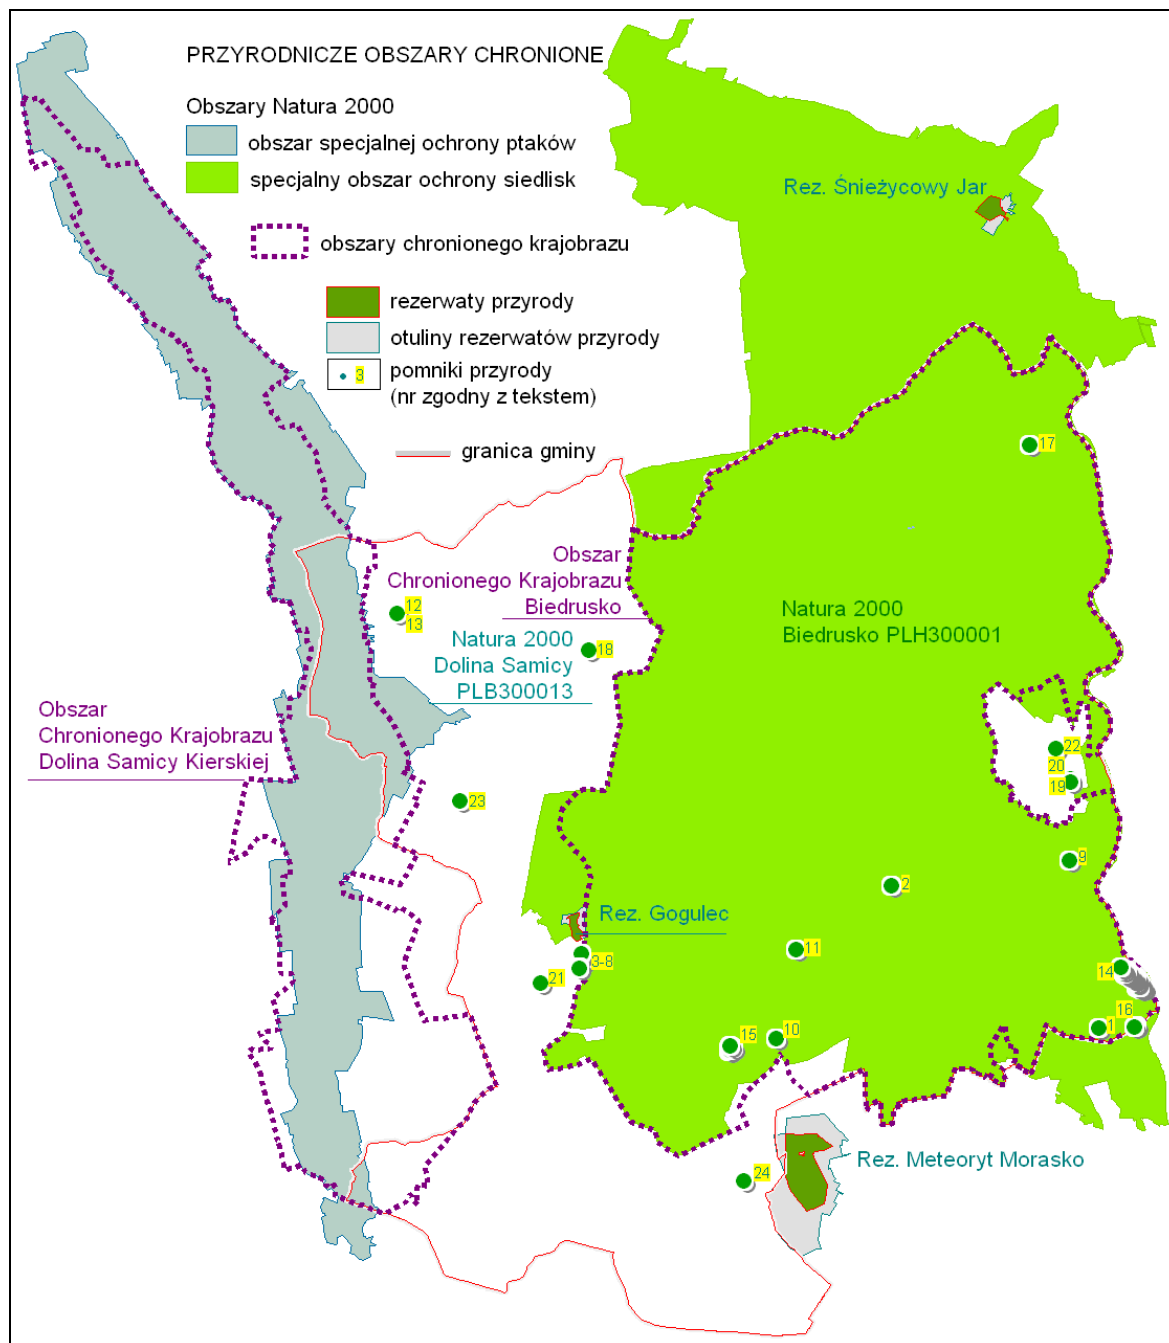 PRZYRODNICZE OBSZARY CHRONIONE
Obszary Natura 2000
obszar specjalnej ochrony ptaków
specjalny obszar ochrony siedlisk
obszary chronionego krajobrazu
rezerwaty przyrody
otuliny rezerwatów przyrody
3
pomniki przyrody
(nr zgodny z tekstem)
granica gminy
Rez. Śnieżycowy Jar
17
Obszar
Chronionego Krajobrazu
Biedrusko
12
13
18
Natura 2000
Dolina Samicy
PLB300013
Natura 2000
Biedrusko PLH300001
Obszar
Chronionego Krajobrazu
Dolina Samicy Kierskiej
22
20
19
23
9
2
Rez. Gogulec
11
3-8
21
14
16
1
15
10
Rez. Meteoryt Morasko
24